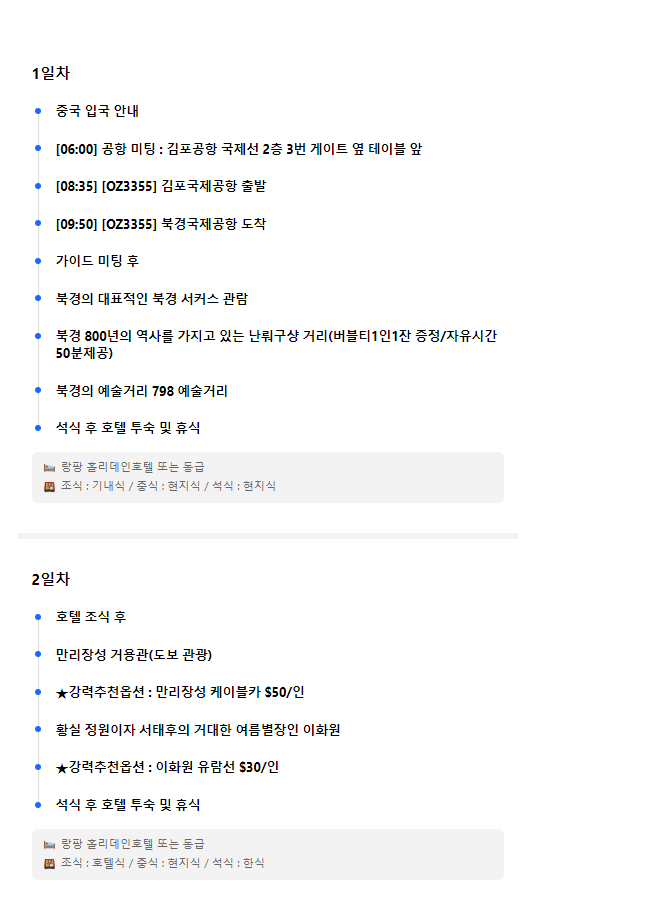 1일차
중국 입국 안내
[06:00] 공항 미팅 : 김포공항 국제선 2층 3번 게이트 옆 테이블 앞
[08:35] [OZ3355] 김포국제공항 출발
[09:50] [OZ3355] 북경국제공항 도착
가이드 미팅 후
북경의 대표적인 북경 서커스 관람
북경 800년의 역사를 가지고 있는 난뤄구샹 거리(버블티1인1잔 증정/자유시간
50분제공)
북경의 예술거리 798 예술거리
석식 후 호텔 투숙 및 휴식
랑팡 홀리데인호텔 또는 동급
조식 : 기내식 / 중식 : 현지식 / 석식 : 현지식
2일차
호텔 조식 후
만리장성 거용관(도보 관광)
★강력추천옵션 : 만리장성 케이블카 $50/인
황실 정원이자 서태후의 거대한 여름별장인 이화원
★강력추천옵션 : 이화원 유람선 $30/인
석식 후 호텔 투숙 및 휴식
랑팡 홀리데인호텔 또는 동급
조식 : 호텔식 / 중식 : 현지식 / 석식 : 한식